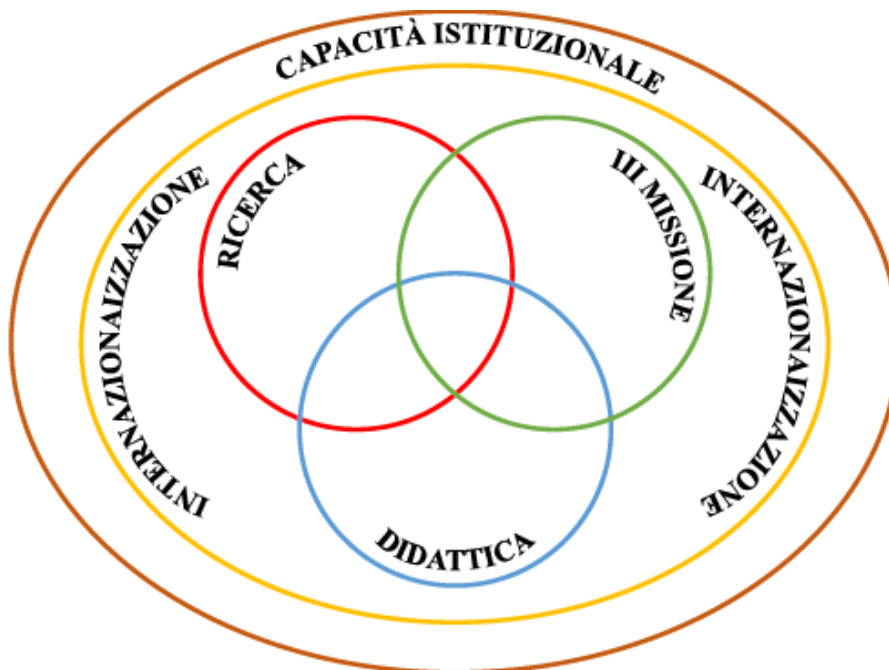 CAPACITÀ ISTITUZIONALE
INTERNAZIONAIZZAZIONE
RICERCA
III MISSIONE
INTERNAZIONAIZZAZIONE
DIDATTICA